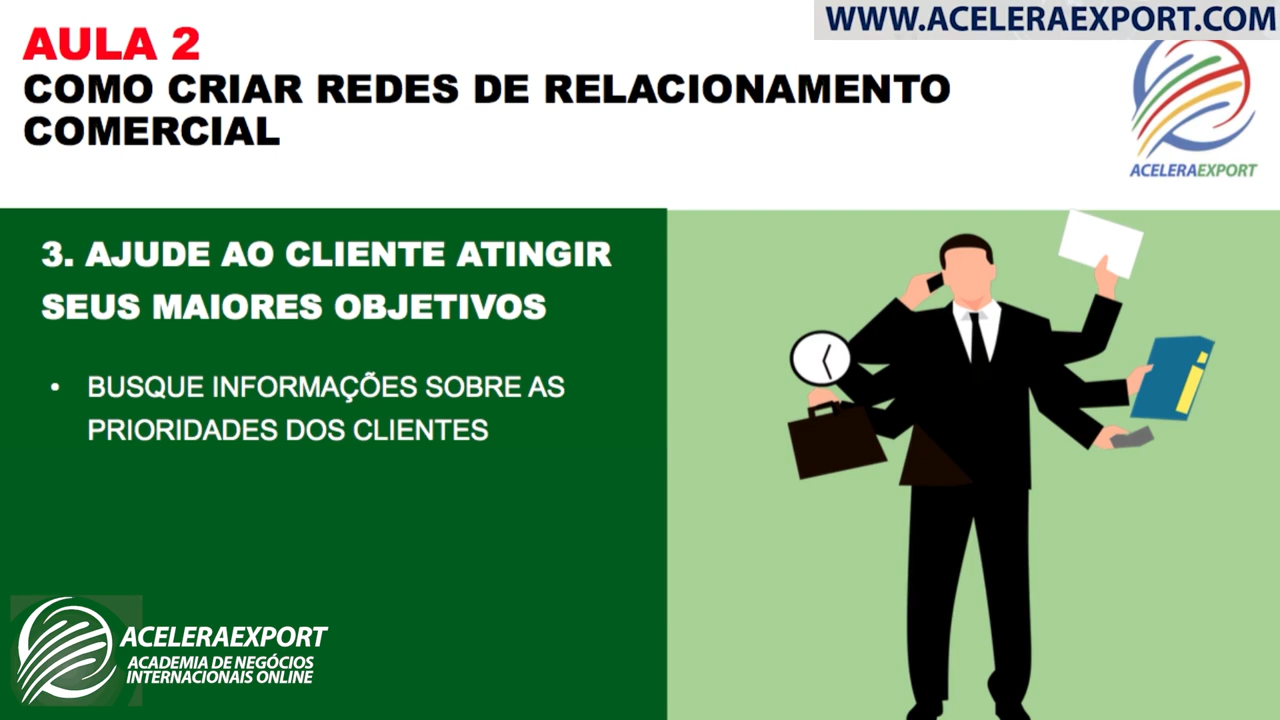 WWW.ACELERAEXPORT.COM
AULA 2
COMO CRIAR REDES DE RELACIONAMENTO
COMERCIAL
ACELERAEXPORT
3. AJUDE AO CLIENTE ATINGIR
SEUS MAIORES OBJETIVOS
• BUSQUE INFORMAÇÕES SOBRE AS
PRIORIDADES DOS CLIENTES
ACELERAEXPORT
ACADEMIA DE NEGÓCIOS
INTERNACIONAIS ONLINE